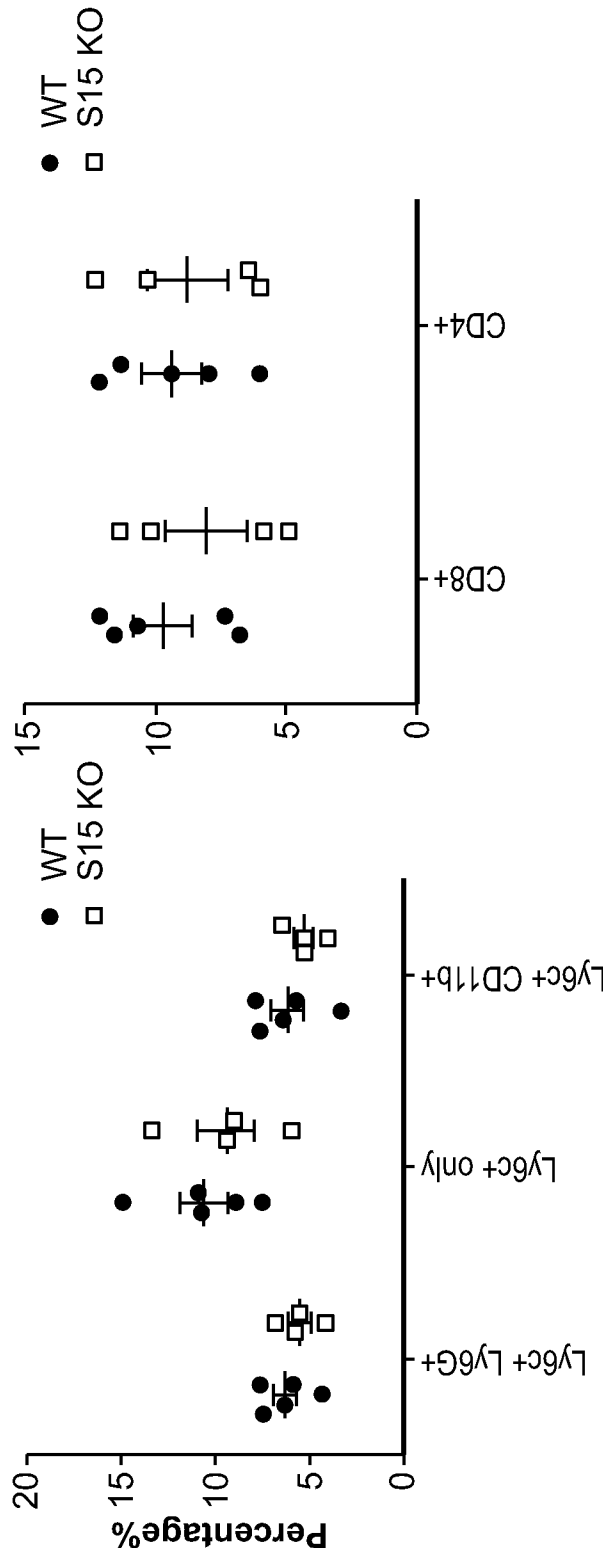 Percentage%
20
15
10
5
0
Ly6c+ Ly6G+
Ly6c+ only
Ly6c+ CD11b+
WT
S15 KO
15
10
5
0
CD8+
CD4+
WT
S15 KO